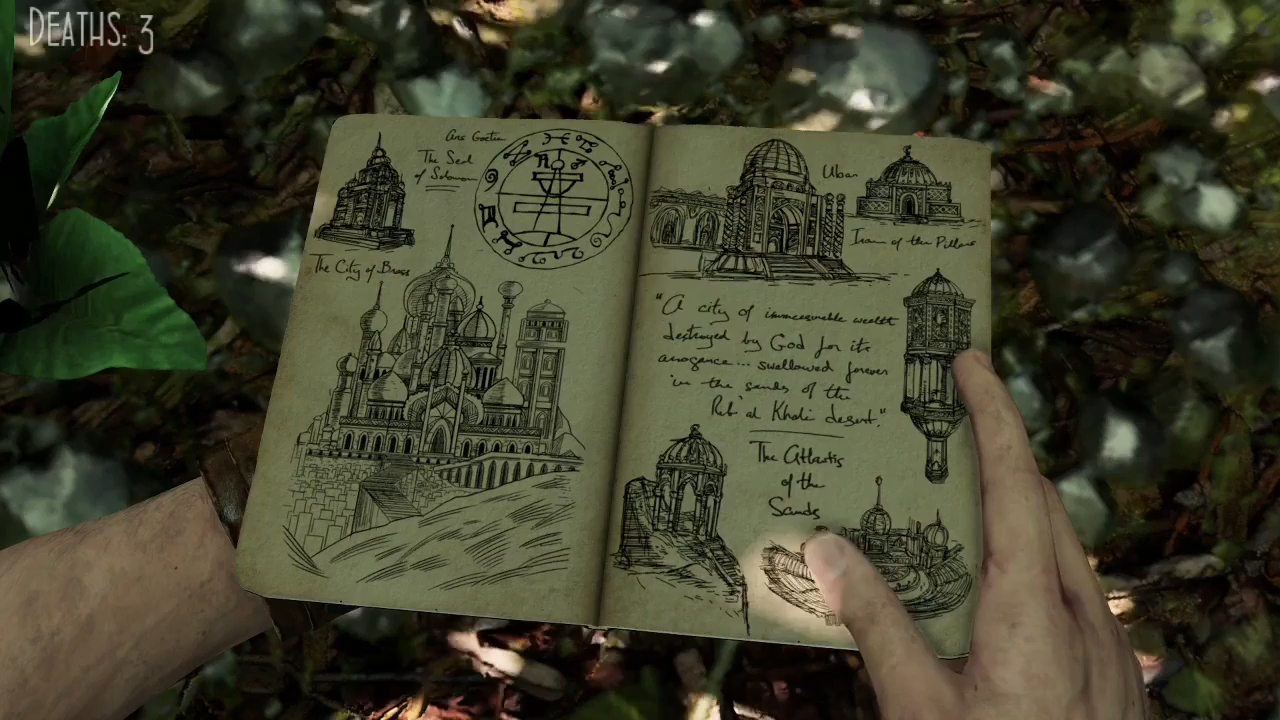 DEATHS: 3
Ars Goetia
The Seal
of Solomon
The City of Brass
Ubar
Iram of the Pillars
"A city of immeasurable wealth
destroyed by God for its
arrogance... swallowed forever
in the sands of the
Rub' al Khali desert."
The Atlantis
of the
Sands